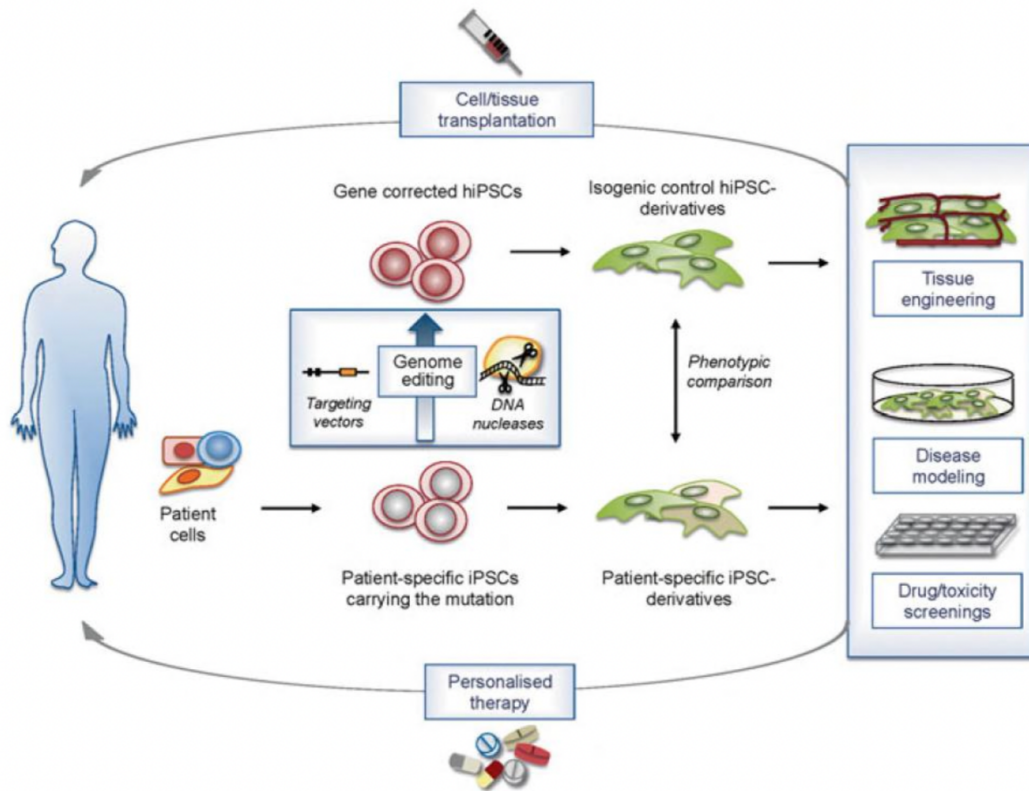 Cell/tissue
transplantation
Gene corrected hiPSCs
Isogenic control hiPSC-
derivatives
Tissue
engineering
Genome
editing
Targeting
vectors
DNA
nucleases
Phenotypic
comparison
Disease
modeling
Patient
cells
Patient-specific iPSCs
carrying the mutation
Patient-specific iPSC-
derivatives
Drug/toxicity
screenings
Personalised
therapy